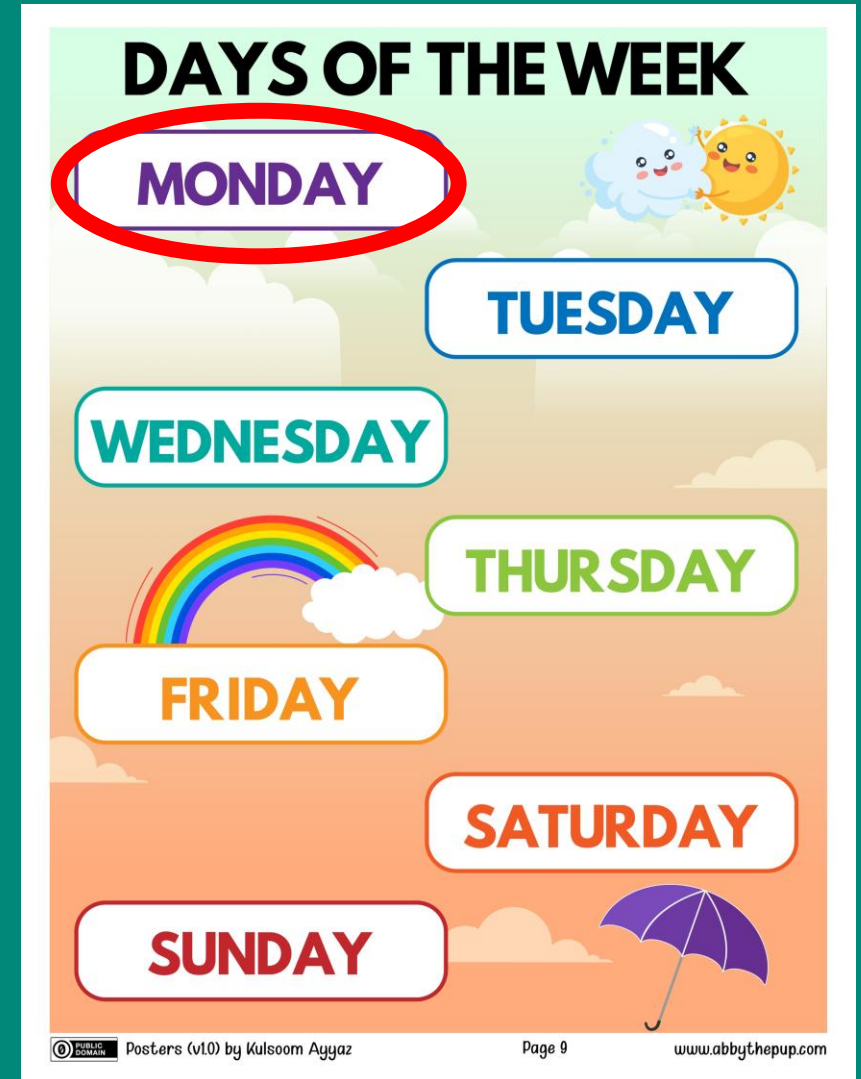 DAYS OF THE WEEK
MONDAY
TUESDAY
WEDNESDAY
THURSDAY
FRIDAY
SATURDAY
SUNDAY
0 PUBLIC DOMAIN Posters (v1.0) by Kulsoom Ayyaz Page 9 www.abbythepup.com